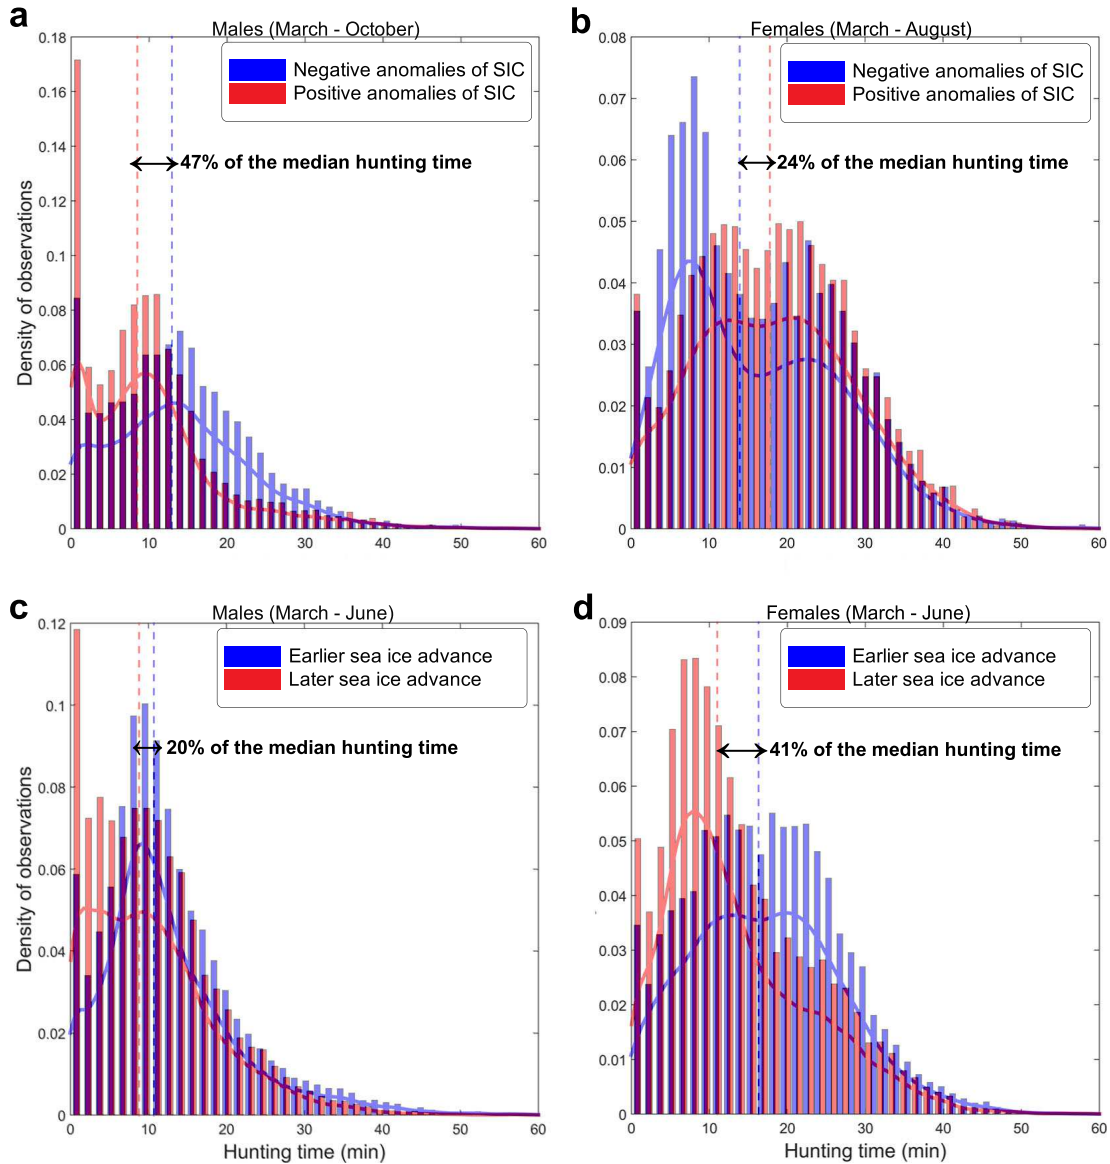 a
Males (March - October)
0.18
0.16
0.14
0.12
0.1
0.08
0.06
0.04
0.02
0
Density of observations
Negative anomalies of SIC
Positive anomalies of SIC
47% of the median hunting time
0 10 20 30 40 50 60
b
Females (March - August)
0.08
0.07
0.06
0.05
0.04
0.03
0.02
0.01
0
Negative anomalies of SIC
Positive anomalies of SIC
24% of the median hunting time
0 10 20 30 40 50 60
c
Males (March - June)
0.12
0.1
0.08
0.06
0.04
0.02
0
Density of observations
Earlier sea ice advance
Later sea ice advance
20% of the median hunting time
0 10 20 30 40 50 60
Hunting time (min)
d
Females (March - June)
0.09
0.08
0.07
0.06
0.05
0.04
0.03
0.02
0.01
0
Earlier sea ice advance
Later sea ice advance
41% of the median hunting time
0 10 20 30 40 50 60
Hunting time (min)